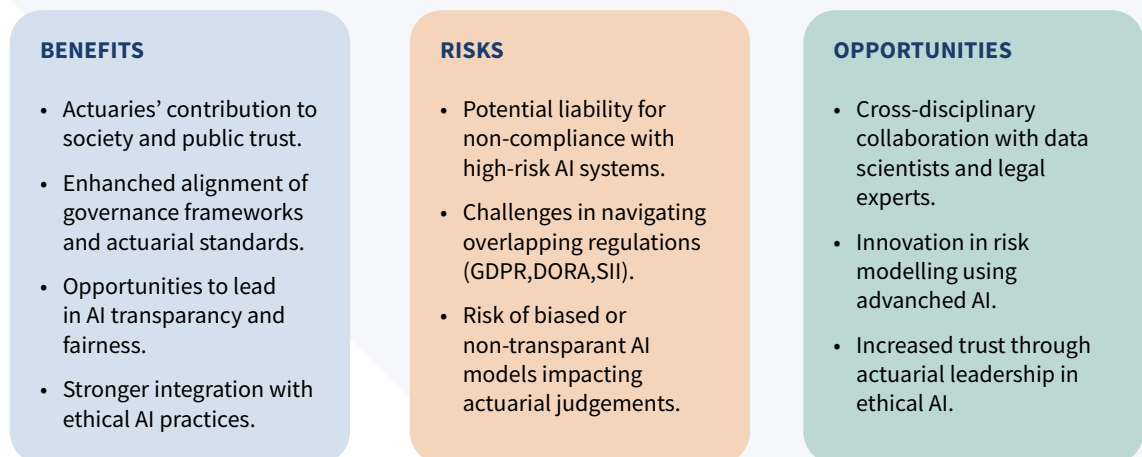 BENEFITS
• Actuaries’ contribution to
society and public trust.
• Enhanched alignment of
governance frameworks
and actuarial standards.
• Opportunities to lead
in AI transparancy and
fairness.
• Stronger integration with
ethical AI practices.
RISKS
• Potential liability for
non-compliance with
high-risk AI systems.
• Challenges in navigating
overlapping regulations
(GDPR,DORA,SII).
• Risk of biased or
non-transparant AI
models impacting
actuarial judgements.
OPPORTUNITIES
• Cross-disciplinary
collaboration with data
scientists and legal
experts.
• Innovation in risk
modelling using
advanched AI.
• Increased trust through
actuarial leadership in
ethical AI.